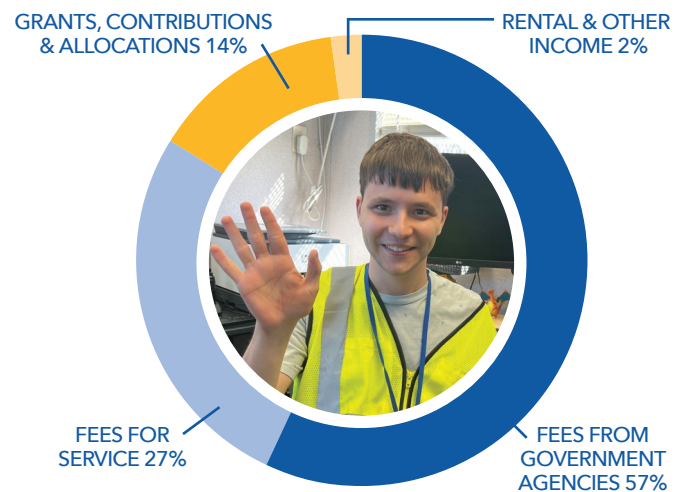 GRANTS, CONTRIBUTIONS
& ALLOCATIONS 14%
RENTAL & OTHER
INCOME 2%
FEES FOR
SERVICE 27%
FEES FROM
GOVERNMENT
AGENCIES 57%